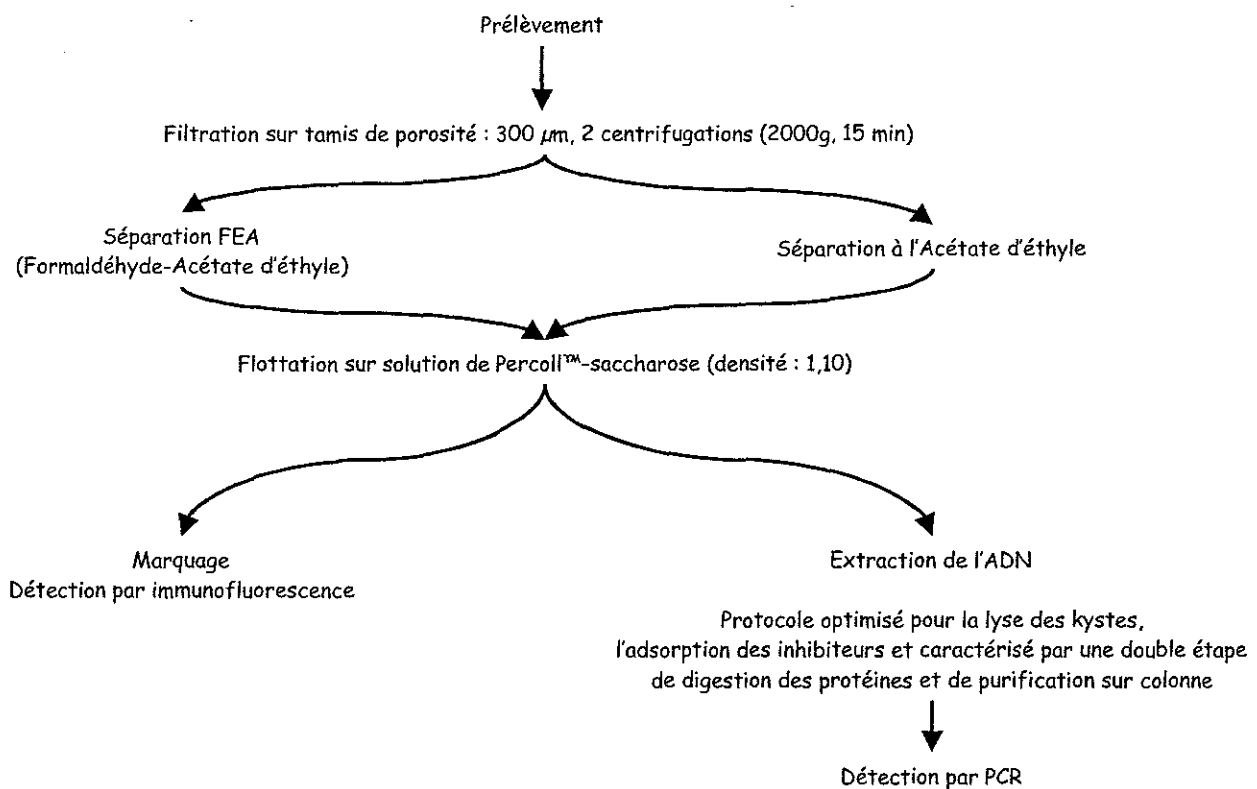 Prélèvement
Filtration sur tamis de porosité : 300 µm, 2 centrifugations (2000g, 15 min)
Séparation FEA
(Formaldéhyde-Acétate d'éthyle)
Séparation à l'Acétate d'éthyle
Flottation sur solution de Percoll™-saccharose (densité : 1,10)
Marquage
Détection par immunofluorescence
Extraction de l'ADN
Protocole optimisé pour la lyse des kystes,
l'adsorption des inhibiteurs et caractérisé par une double étape
de digestion des protéines et de purification sur colonne
Détection par PCR